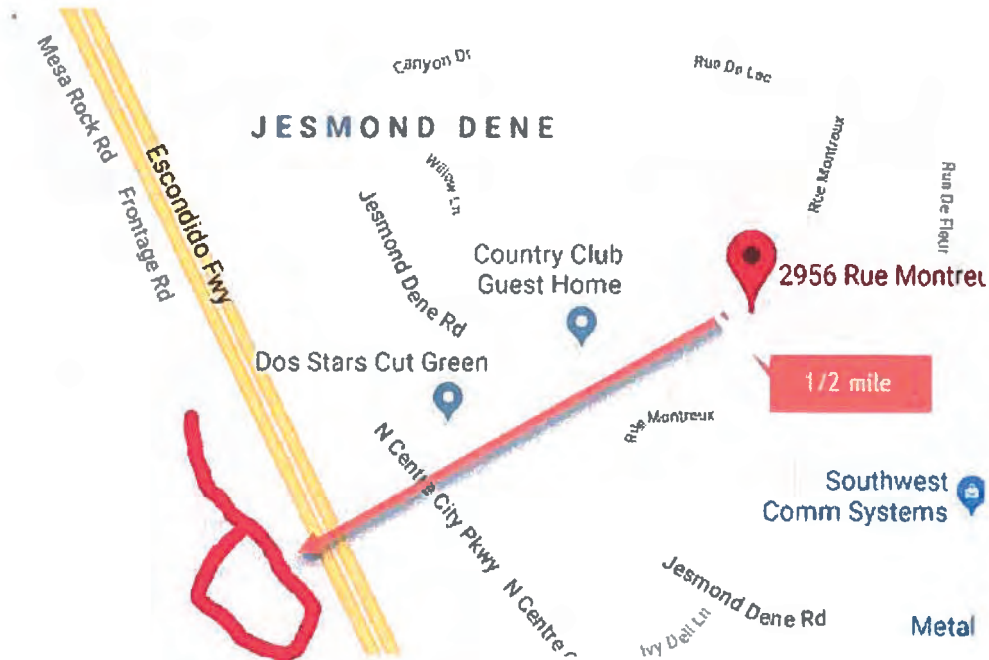 Canyon Dr
Rue De Lac
Mesa Rock Rd
JESMOND DENE
Escondido Fwy
Willow Ln
Rue Montreux
Rue De Fleur
Frontage Rd
Jesmond Dene Rd
Country Club
Guest Home
2956 Rue Montreu
Dos Stars Cut Green
1/2 mile
Rue Montreux
N Centre City Pkwy
Southwest
Comm Systems
N Centre C
Jesmond Dene Rd
Ivy Dell Ln
Metal